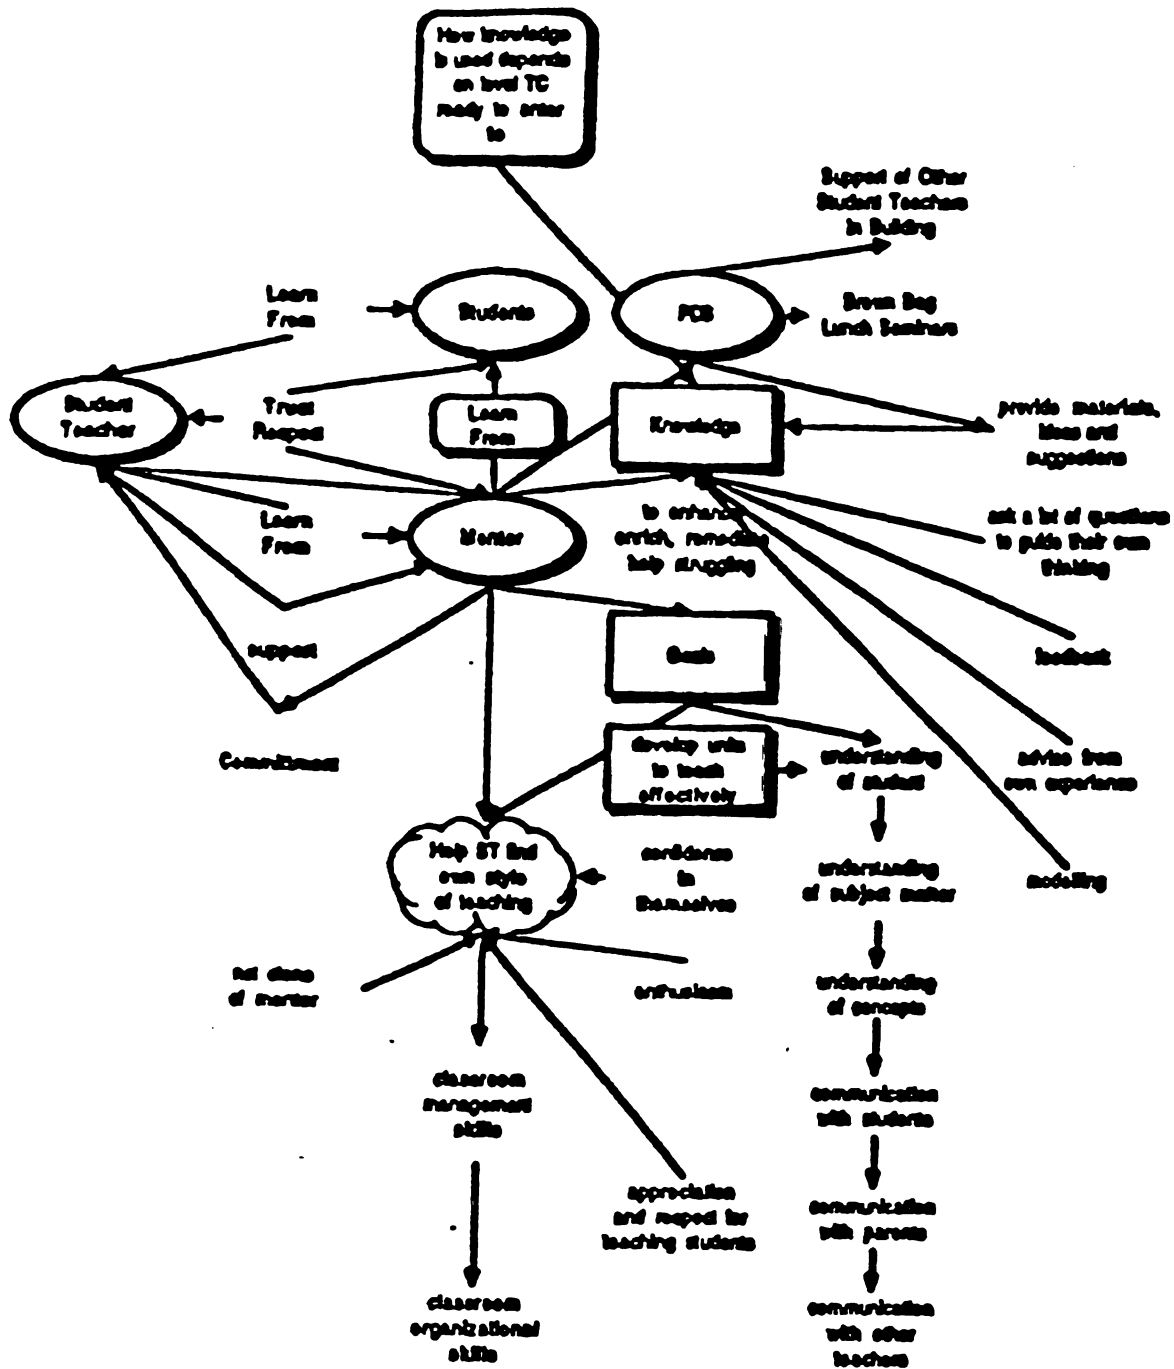 How knowledge
is used depends
on level TC
ready to enter
to
Support of Other
Student Teachers
in Building
Learn
From
Students
PDS
Brown Bag
Lunch Seminars
Student
Teacher
Trust
Respect
Learn
From
Knowledge
provide materials,
ideas and
suggestions
Learn
From
Mentor
to enhance,
enrich, remediate
help struggling
ask a lot of questions
to guide their own
thinking
support
Goals
feedback
Commitment
develop units
to teach
effectively
understanding
of student
advise from
own experience
Help ST find
own style
of teaching
confidence
in
themselves
understanding
of subject matter
modelling
not clone
of mentor
enthusiasm
understanding
of concepts
classroom
management
skills
communication
with students
appreciation
and respect for
teaching students
communication
with parents
classroom
organizational
skills
communication
with other
teachers